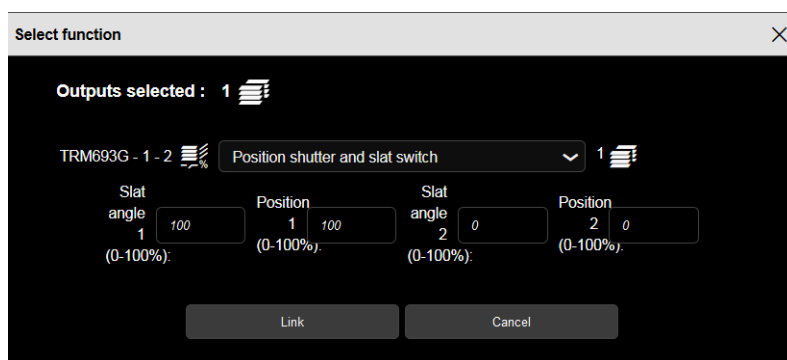 Select function
Outputs selected : 1
TRM693G - 1 - 2 % Position shutter and slat switch 1
Slat angle 1 (0-100%): 100 Position 1 (0-100%): 100 Slat angle 2 (0-100%): 0 Position 2 (0-100%): 0
Link Cancel